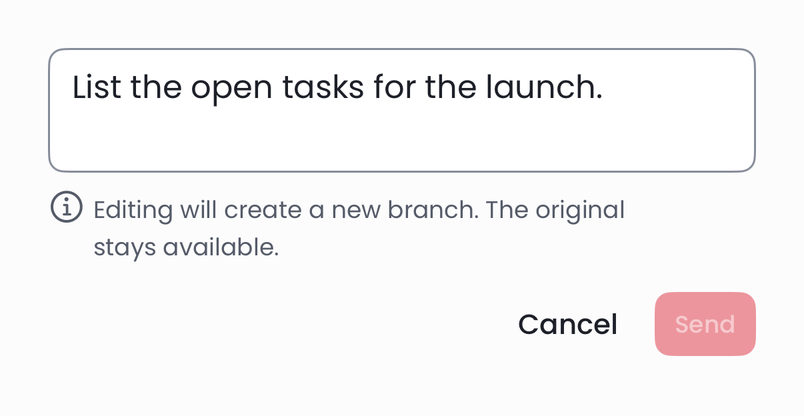 List the open tasks for the launch.
Editing will create a new branch. The original
stays available.
Cancel
Send